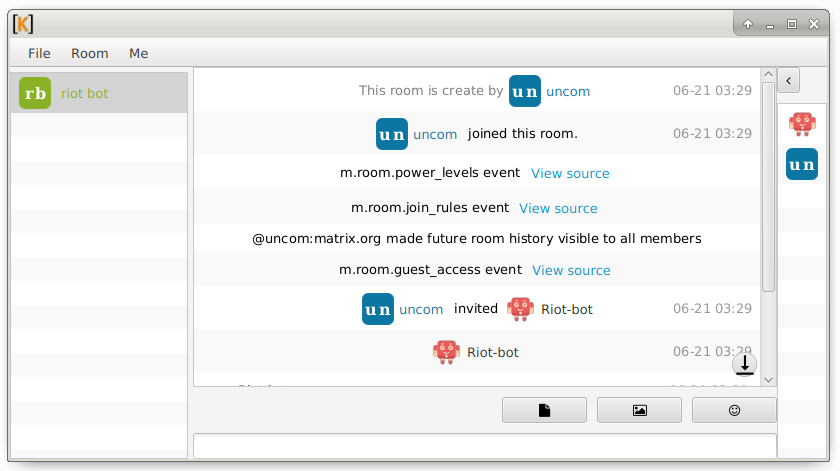 [K]
File Room Me
rb riot bot
This room is create by un uncom 06-21 03:29
un uncom joined this room. 06-21 03:29
m.room.power_levels event View source
m.room.join_rules event View source
@uncom:matrix.org made future room history visible to all members
m.room.guest_access event View source
un uncom invited Riot-bot 06-21 03:29
Riot-bot 06-21 03:29
un